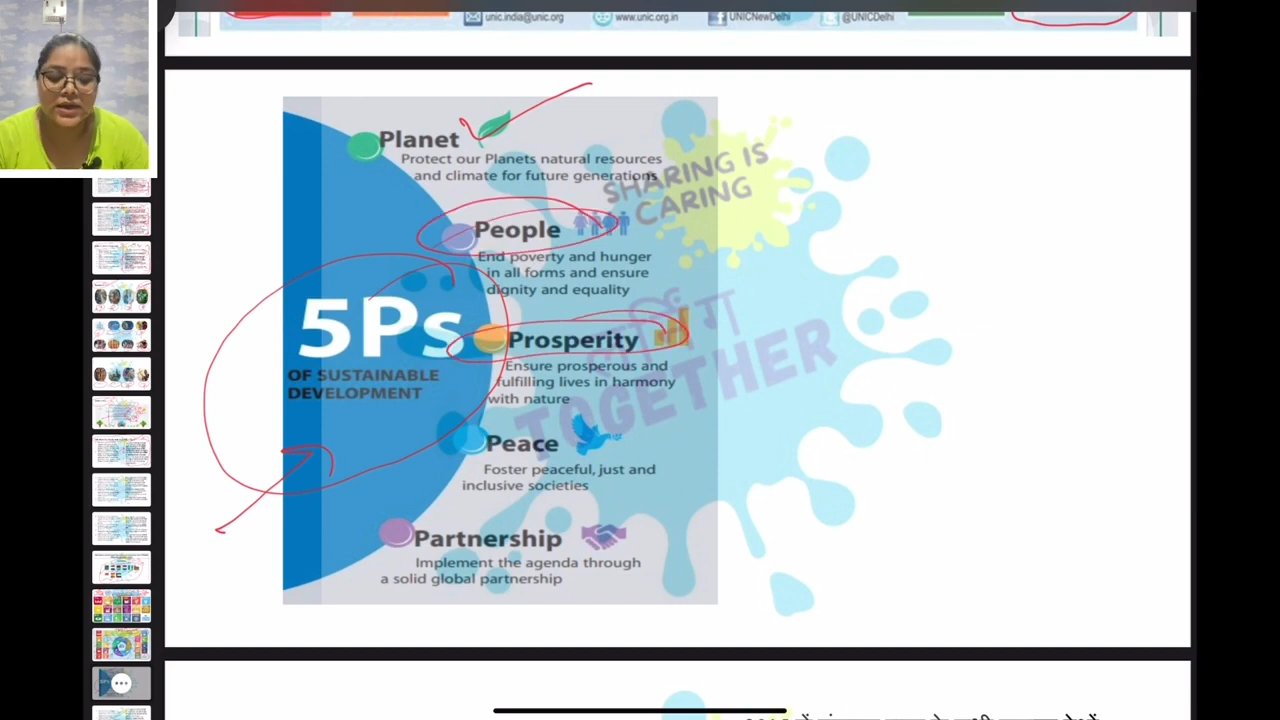 unic.india@unic.org www.unic.org.in UNICNewDelhi @UNICDelhi
Planet
Protect our Planets natural resources
and climate for future generations
SHARING IS
CARING
People
End poverty and hunger
in all forms and ensure
dignity and equality
5Ps
OF SUSTAINABLE
DEVELOPMENT
Prosperity
Ensure prosperous and
fulfilling lives in harmony
with nature
TOGETHER
Peace
Foster peaceful, just and
inclusive societies
Partnership
Implement the agenda through
a solid global partnership